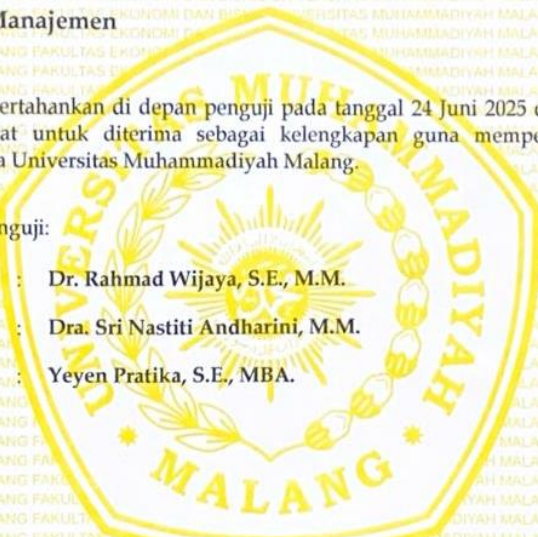 Manajemen
ertahankan di depan penguji pada tanggal 24 Juni 2025
at untuk diterima sebagai kelengkapan guna mempe
a Universitas Muhammadiyah Malang.
nguji:
: Dr. Rahmad Wijaya, S.E., M.M.
: Dra. Sri Nastiti Andharini, M.M.
: Yeyen Pratika, S.E., MBA.
UNIVERSITAS MUHAMMADIYAH
MALANG